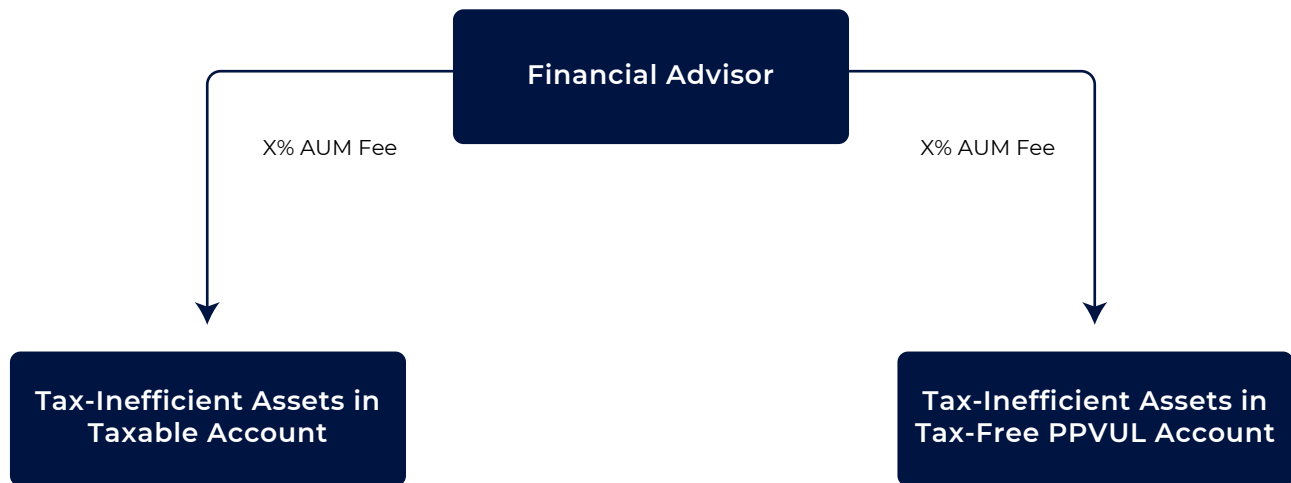 Financial Advisor
X% AUM Fee
X% AUM Fee
Tax-Inefficient Assets in
Taxable Account
Tax-Inefficient Assets in
Tax-Free PPVUL Account